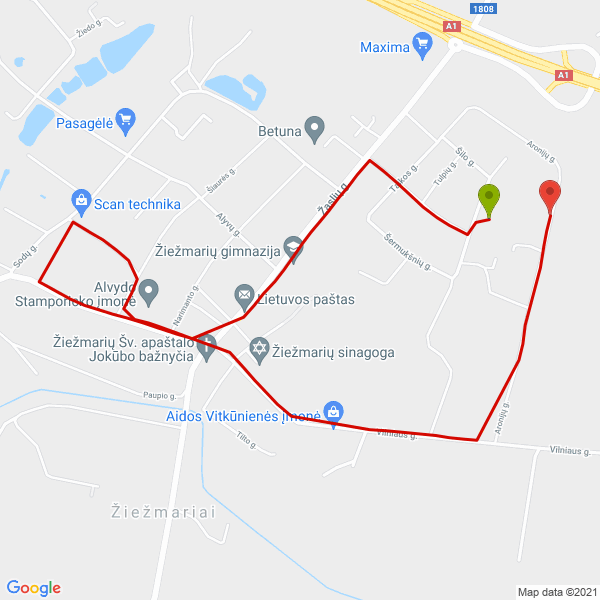 1808
A1
Žiedo g.
Maxima
A1
Pasagėlė
Betuna
Šilo g.
Aronijų g.
Tulpių g.
Taikos g.
Šiaurės g.
Žaslių g.
Scan technika
Alyvų g.
Sodų g.
Žiežmarių gimnazija
Šermukšnių g.
Alvydo
Stamporicko įmonė
Lietuvos paštas
Narimanto g.
Žiežmarių Šv. apaštalo
Jokūbo bažnyčia
Žiežmarių sinagoga
Paupio g.
Aidos Vitkūnienės įmonė
Aronijų g.
Tilto g.
Vilniaus g.
Vilniaus g.
Žiežmariai
Google
Map data ©2021